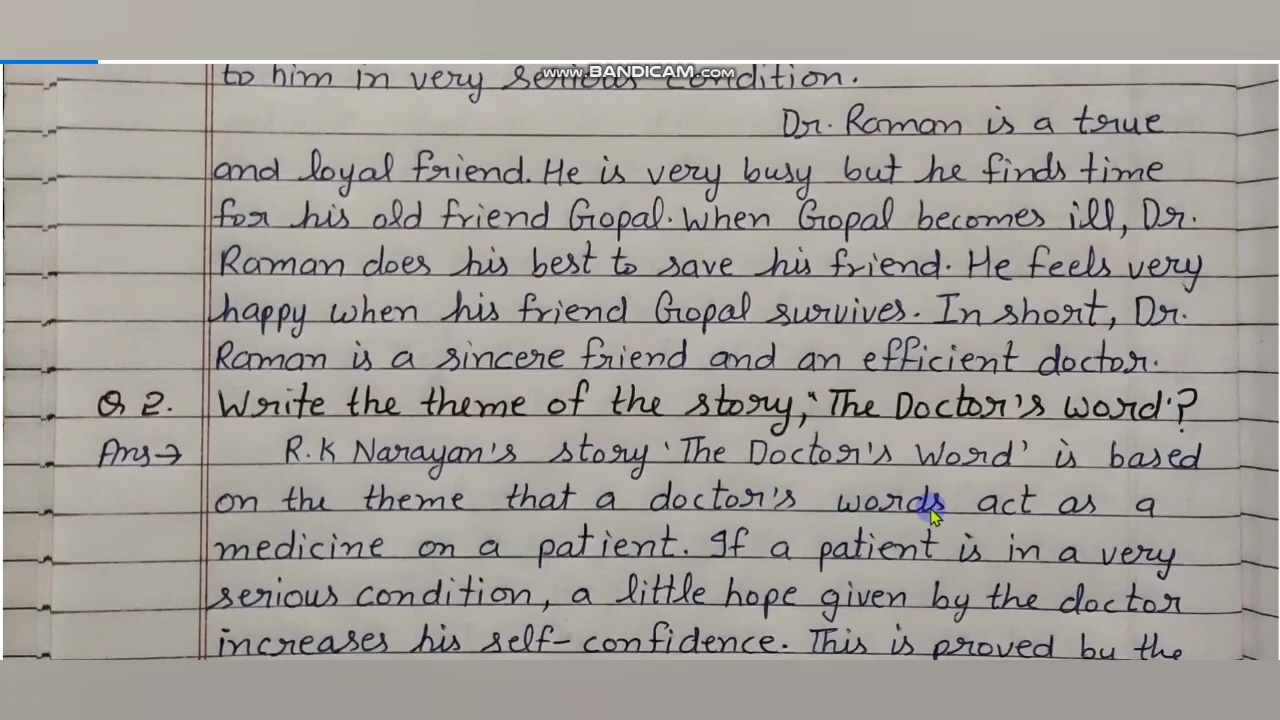 www.BANDICAM.com
to him in very serious condition.
Dr. Raman is a true
and loyal friend. He is very busy but he finds time
for his old friend Gopal. When Gopal becomes ill, Dr.
Raman does his best to save his friend. He feels very
happy when his friend Gopal survives. In short, Dr.
Raman is a sincere friend and an efficient doctor.
Q 2. Write the theme of the story, 'The Doctor's word'?
Ans→ R.K Narayan's story 'The Doctor's Word' is based
on the theme that a doctor's words act as a
medicine on a patient. If a patient is in a very
serious condition, a little hope given by the doctor
increases his self-confidence. This is proved by the